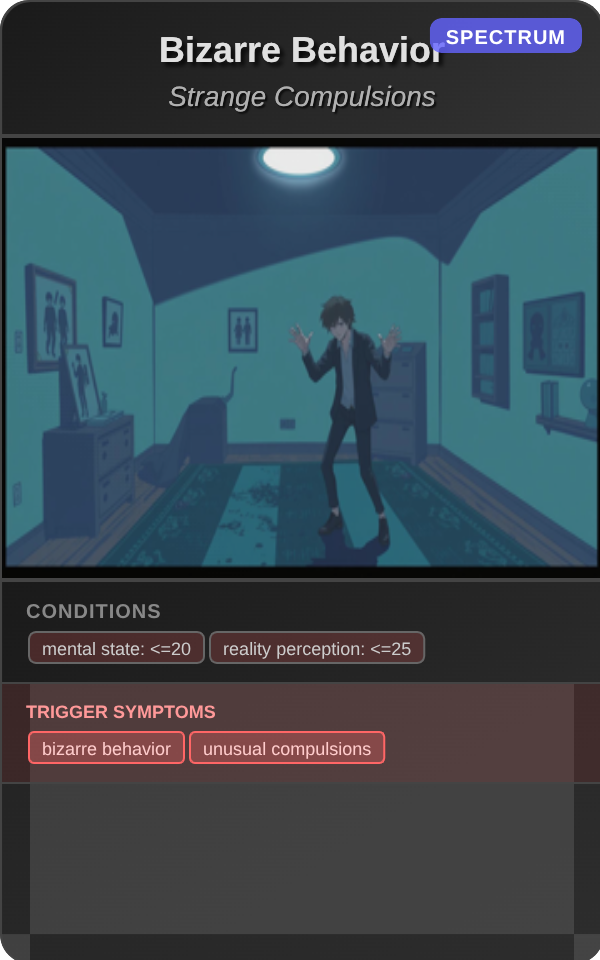 Bizarre Behavior
SPECTRUM
Strange Compulsions
CONDITIONS
mental state: <=20 reality perception: <=25
TRIGGER SYMPTOMS
bizarre behavior unusual compulsions